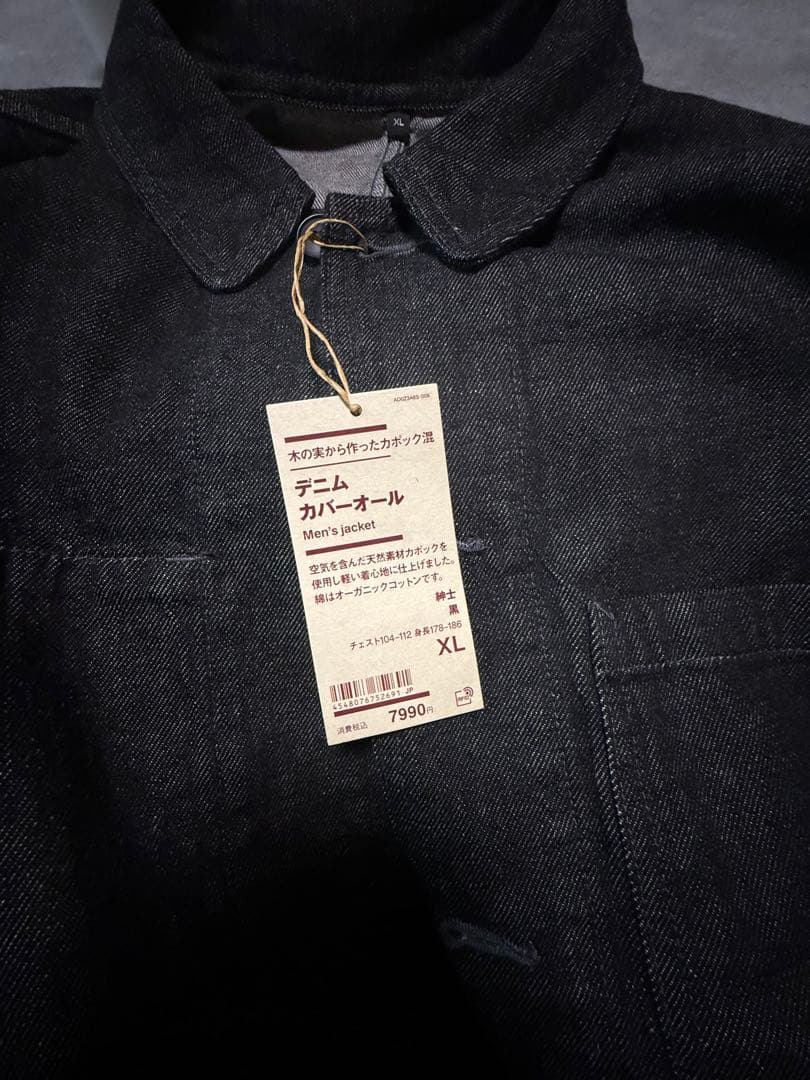 XL
木の実から作ったカポック混
デニム
カバーオール
Men's jacket
空気を含んだ天然素材カポックを
使用し軽い着心地に仕上げました。
綿はオーガニックコットンです。
紳士
黒
チェスト104-112 身長178-186
XL
4548076752691 JP
消費税込 7990円
RFID